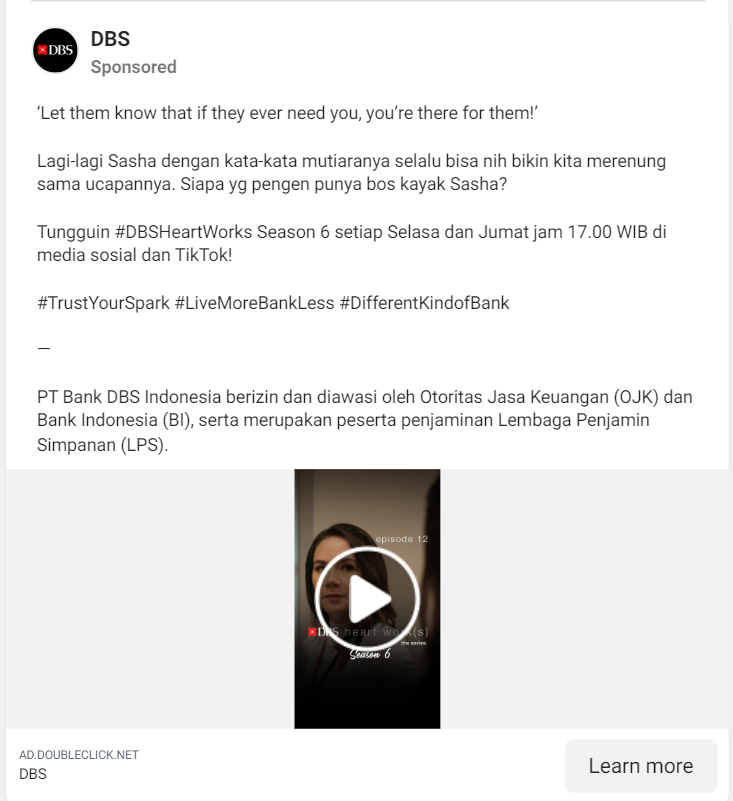 DBS
DBS
Sponsored
‘Let them know that if they ever need you, you’re there for them!’
Lagi-lagi Sasha dengan kata-kata mutiaranya selalu bisa nih bikin kita merenung
sama ucapannya. Siapa yg pengen punya bos kayak Sasha?
Tungguin #DBSHeartWorks Season 6 setiap Selasa dan Jumat jam 17.00 WIB di
media sosial dan TikTok!
#TrustYourSpark #LiveMoreBankLess #DifferentKindofBank
—
PT Bank DBS Indonesia berizin dan diawasi oleh Otoritas Jasa Keuangan (OJK) dan
Bank Indonesia (BI), serta merupakan peserta penjaminan Lembaga Penjamin
Simpanan (LPS).
episode 12
DBS heart work(s)
the series
Season 6
AD.DOUBLECLICK.NET
DBS
Learn more